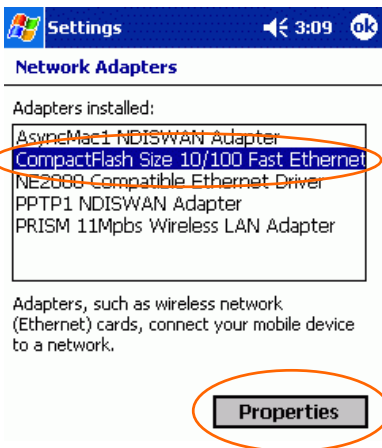 Settings 3:09 ok
Network Adapters
Adapters installed:
AsyncMac1 NDISWAN Adapter
CompactFlash Size 10/100 Fast Ethernet
NE2000 Compatible Ethernet Driver
PPTP1 NDISWAN Adapter
PRISM 11Mpbs Wireless LAN Adapter
Adapters, such as wireless network
(Ethernet) cards, connect your mobile device
to a network.
Properties